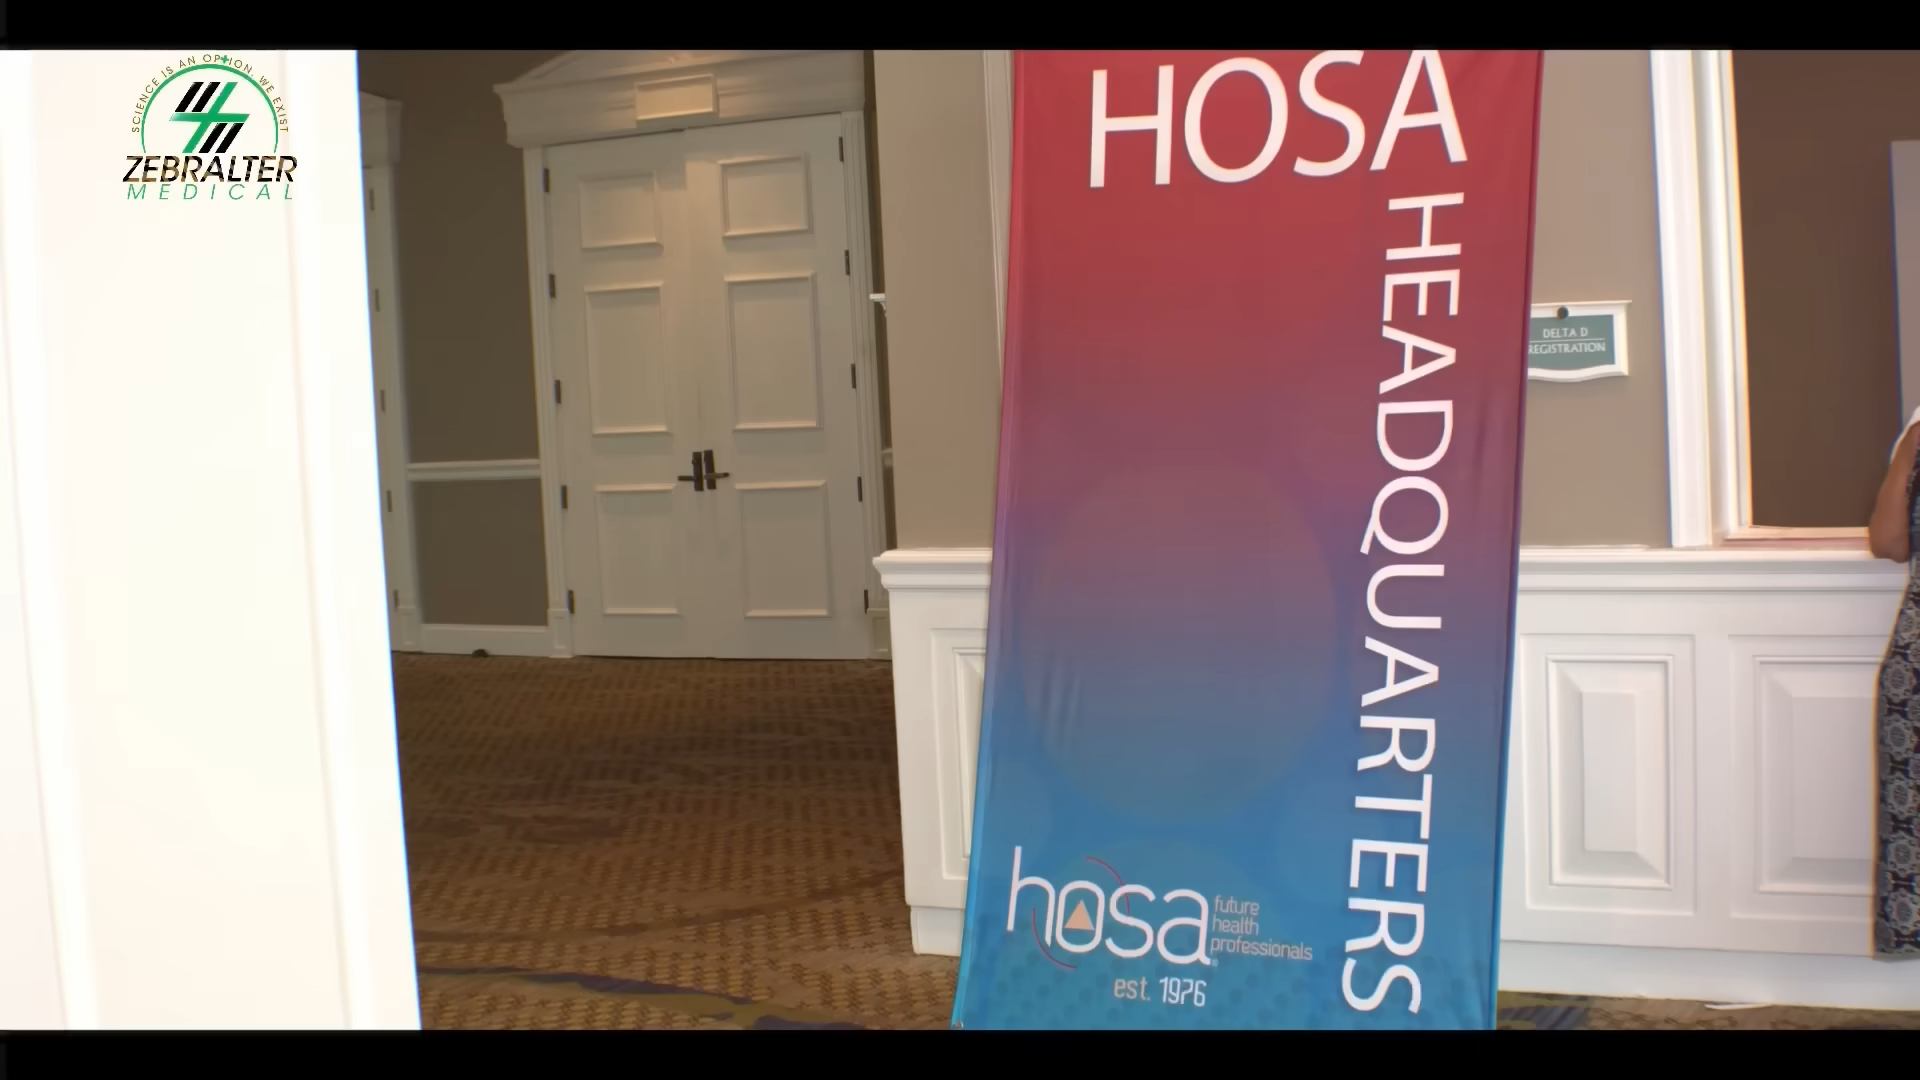 SCIENCE IS AN OPTION. WE EXIST
ZEBRALTER
MEDICAL
HOSA
HEADQUARTERS
DELTA D
REGISTRATION
hosa
future
health
professionals
est. 1976